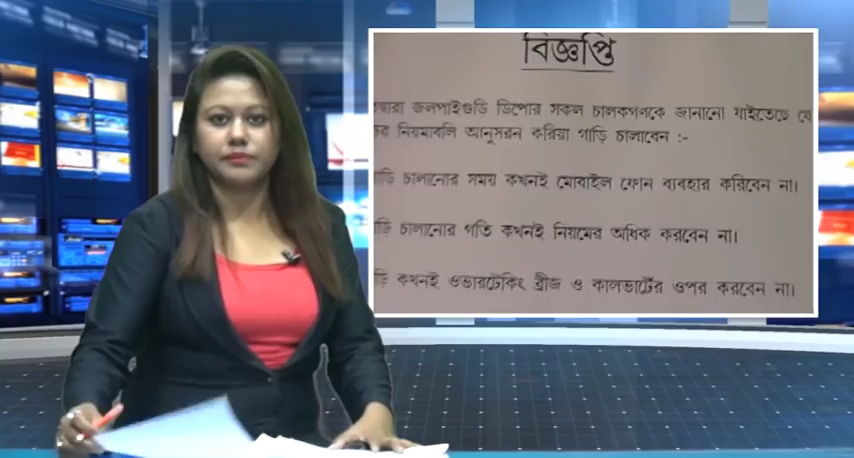 বিজ্ঞপ্তি
জলপাইগুড়ি ডিপোর সকল চালকগণকে জানানো যাইতেছে যে
নিয়মাবলি আনুসরন করিয়া গাড়ি চালাবেন :-
চালানোর সময় কখনই মোবাইল ফোন ব্যবহার করিবেন না।
চালানোর গতি কখনই নিয়মের অধিক করবেন না।
কখনই ওভারটেকিং ব্রীজ ও কালভার্টের ওপর করবেন না।